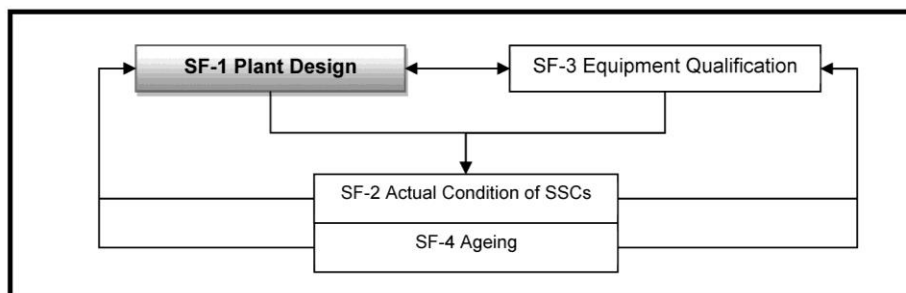 SF-1 Plant Design
SF-3 Equipment Qualification
SF-2 Actual Condition of SSCs
SF-4 Ageing